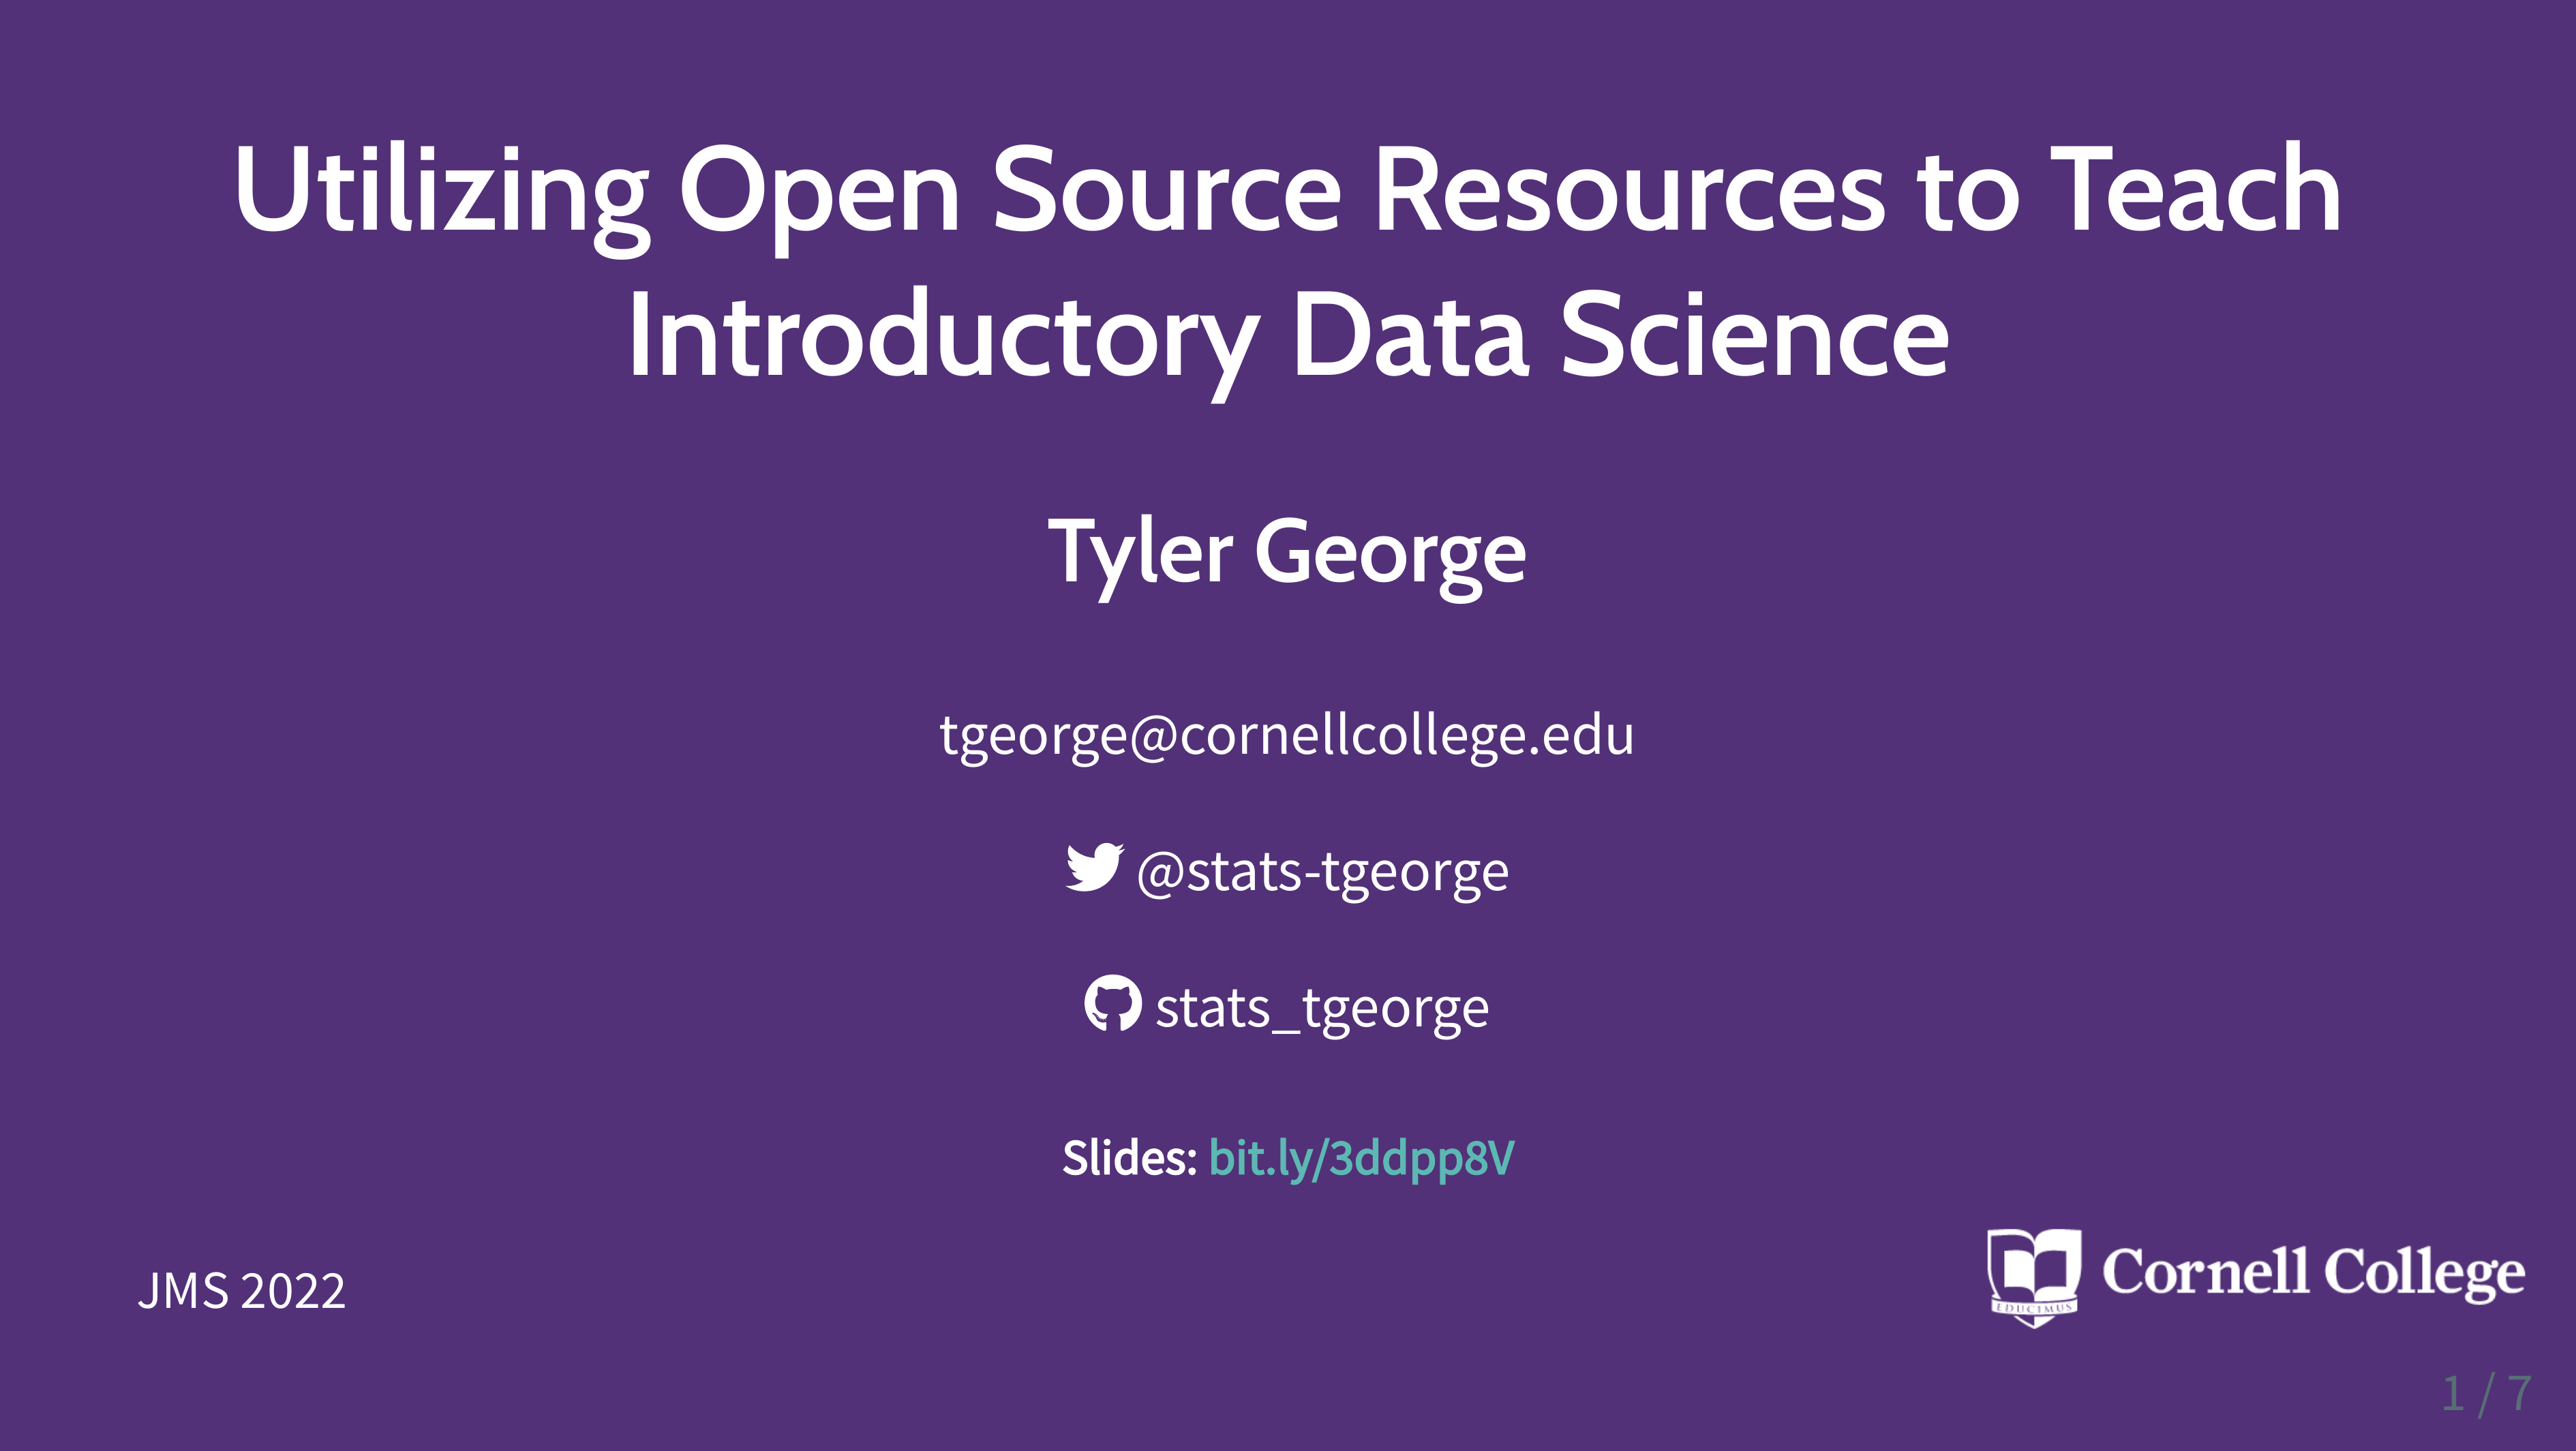 Utilizing Open Source Resources to Teach
Introductory Data Science
Tyler George
tgeorge@cornellcollege.edu
@stats-tgeorge
stats_tgeorge
Slides: bit.ly/3ddpp8V
JMS 2022
Cornell College
EDUCIMUS
1 / 7